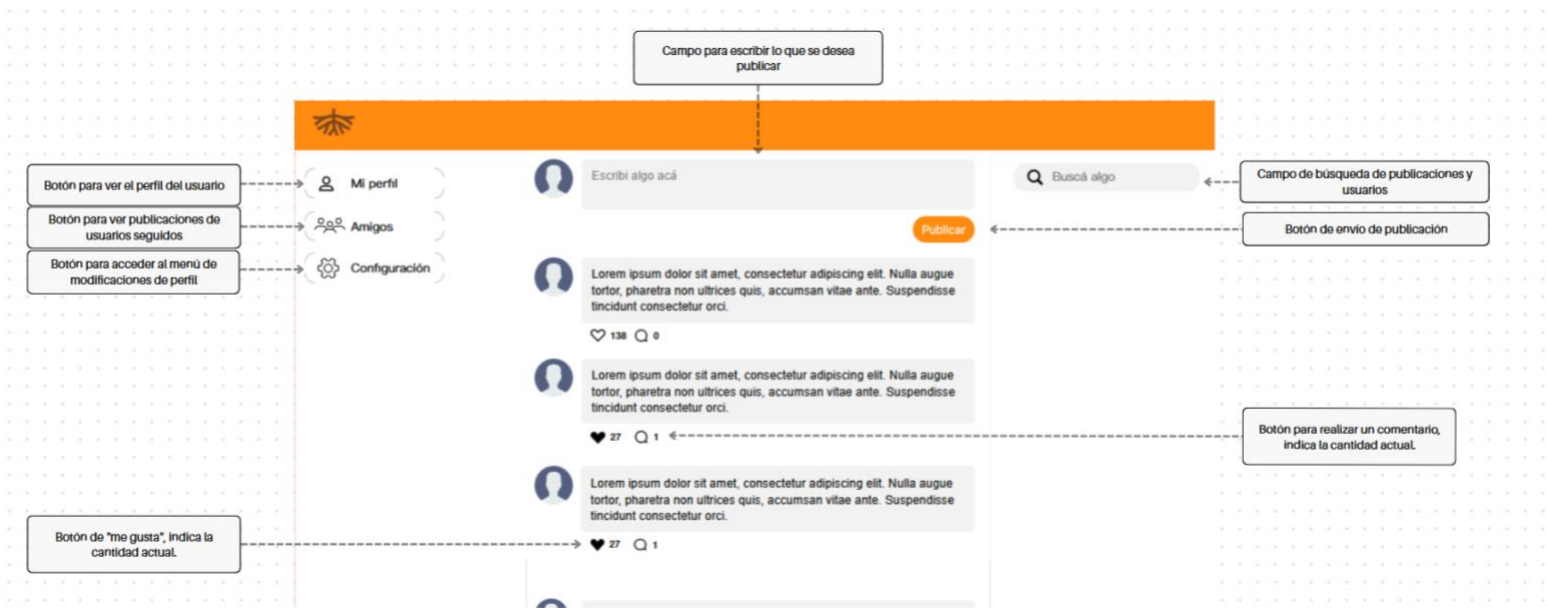 Campo para escribir lo que se desea
publicar
Botón para ver el perfil del usuario
Mi perfil
Escribí algo acá
Buscá algo
Campo de búsqueda de publicaciones y
usuarios
Botón para ver publicaciones de
usuarios seguidos
Amigos
Publicar
Botón de envío de publicación
Botón para acceder al menú de
modificaciones de perfil
Configuración
Lorem ipsum dolor sit amet, consectetur adipiscing elit. Nulla augue
tortor, pharetra non ultrices quis, accumsan vitae ante. Suspendisse
tincidunt consectetur orci.
138 0
Lorem ipsum dolor sit amet, consectetur adipiscing elit. Nulla augue
tortor, pharetra non ultrices quis, accumsan vitae ante. Suspendisse
tincidunt consectetur orci.
27 1
Botón para realizar un comentario,
indica la cantidad actual.
Lorem ipsum dolor sit amet, consectetur adipiscing elit. Nulla augue
tortor, pharetra non ultrices quis, accumsan vitae ante. Suspendisse
tincidunt consectetur orci.
Botón de "me gusta", indica la
cantidad actual.
27 1